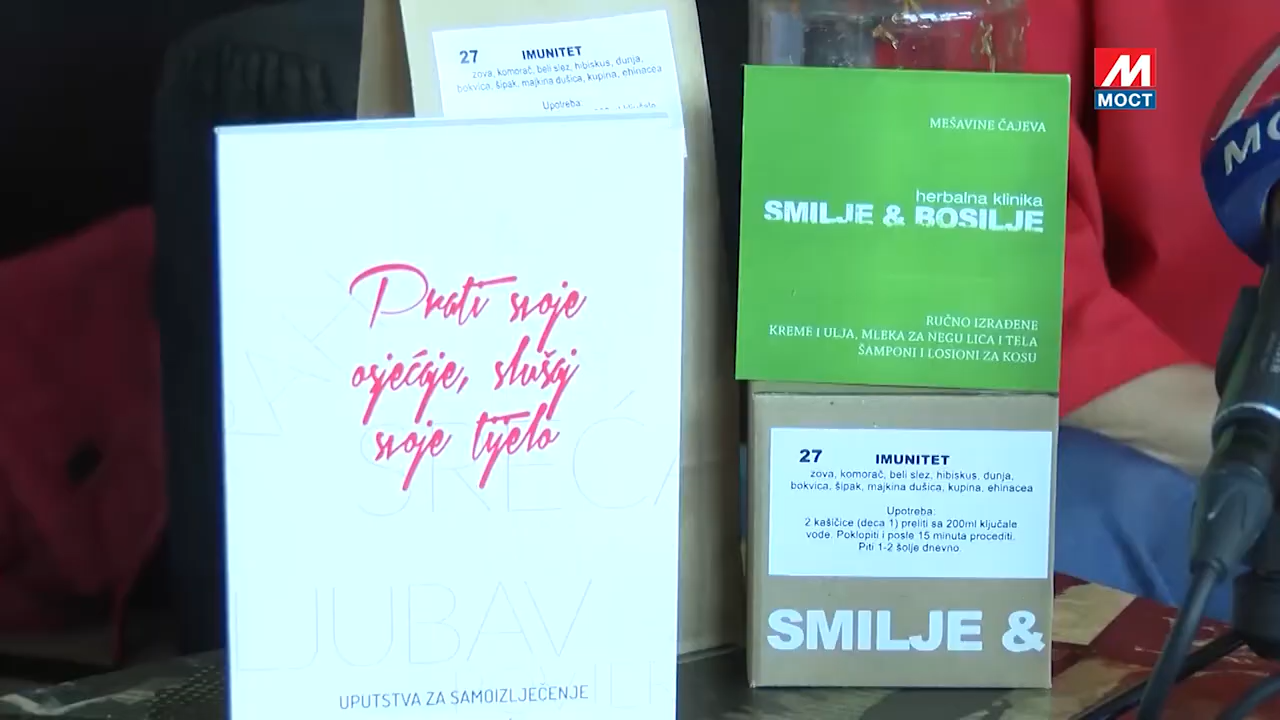 27 IMUNITET
zova, komorač, beli slez, hibiskus, dunja,
bokvica, šipak, majkina dušica, kupina, ehinacea
Upotreba:
Prati svoje
osjećaje, slušaj
svoje tijelo
SREĆA
LJUBAV
UPUTSTVA ZA SAMOIZLJEČENJE
MEŠAVINE ČAJEVA
herbalna klinika
SMILJE & BOSILJE
RUČNO IZRAĐENE
KREME I ULJA, MLEKA ZA NEGU LICA I TELA
ŠAMPONI I LOSIONI ZA KOSU
27 IMUNITET
zova, komorač, beli slez, hibiskus, dunja,
bokvica, šipak, majkina dušica, kupina, ehinacea
Upotreba:
2 kašičice (deca 1) preliti sa 200ml ključale
vode. Poklopiti i posle 15 minuta procediti.
Piti 1-2 šolje dnevno.
SMILJE &
М
МОСТ